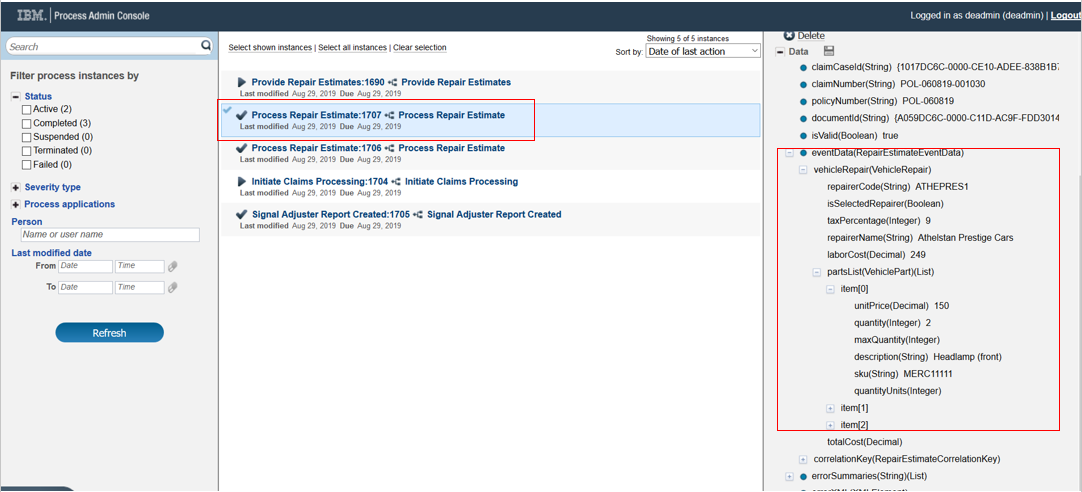 IBM. Process Admin Console
Logged in as deadmin (deadmin) | Logout
Search
Filter process instances by
Status
Active (2)
Completed (3)
Suspended (0)
Terminated (0)
Failed (0)
Severity type
Process applications
Person
Name or user name
Last modified date
From Date Time
To Date Time
Refresh
Showing 5 of 5 instances
Select shown instances | Select all instances | Clear selection
Sort by: Date of last action
Provide Repair Estimates:1690 Provide Repair Estimates
Last modified Aug 29, 2019 Due Aug 29, 2019
Process Repair Estimate:1707 Process Repair Estimate
Last modified Aug 29, 2019 Due Aug 29, 2019
Process Repair Estimate:1706 Process Repair Estimate
Last modified Aug 29, 2019 Due Aug 29, 2019
Initiate Claims Processing:1704 Initiate Claims Processing
Last modified Aug 29, 2019 Due Aug 29, 2019
Signal Adjuster Report Created:1705 Signal Adjuster Report Created
Last modified Aug 29, 2019 Due Aug 29, 2019
Delete
Data
claimCaseId(String) {1017DC6C-0000-CE10-ADEE-838B1B7
claimNumber(String) POL-060819-001030
policyNumber(String) POL-060819
documentId(String) {A059DC6C-0000-C11D-AC9F-FDD3014
isValid(Boolean) true
eventData(RepairEstimateEventData)
vehicleRepair(VehicleRepair)
repairerCode(String) ATHEPRES1
isSelectedRepairer(Boolean)
taxPercentage(Integer) 9
repairerName(String) Athelstan Prestige Cars
laborCost(Decimal) 249
partsList(VehiclePart)(List)
item[0]
unitPrice(Decimal) 150
quantity(Integer) 2
maxQuantity(Integer)
description(String) Headlamp (front)
sku(String) MERC11111
quantityUnits(Integer)
item[1]
item[2]
totalCost(Decimal)
correlationKey(RepairEstimateCorrelationKey)
errorSummaries(String)(List)